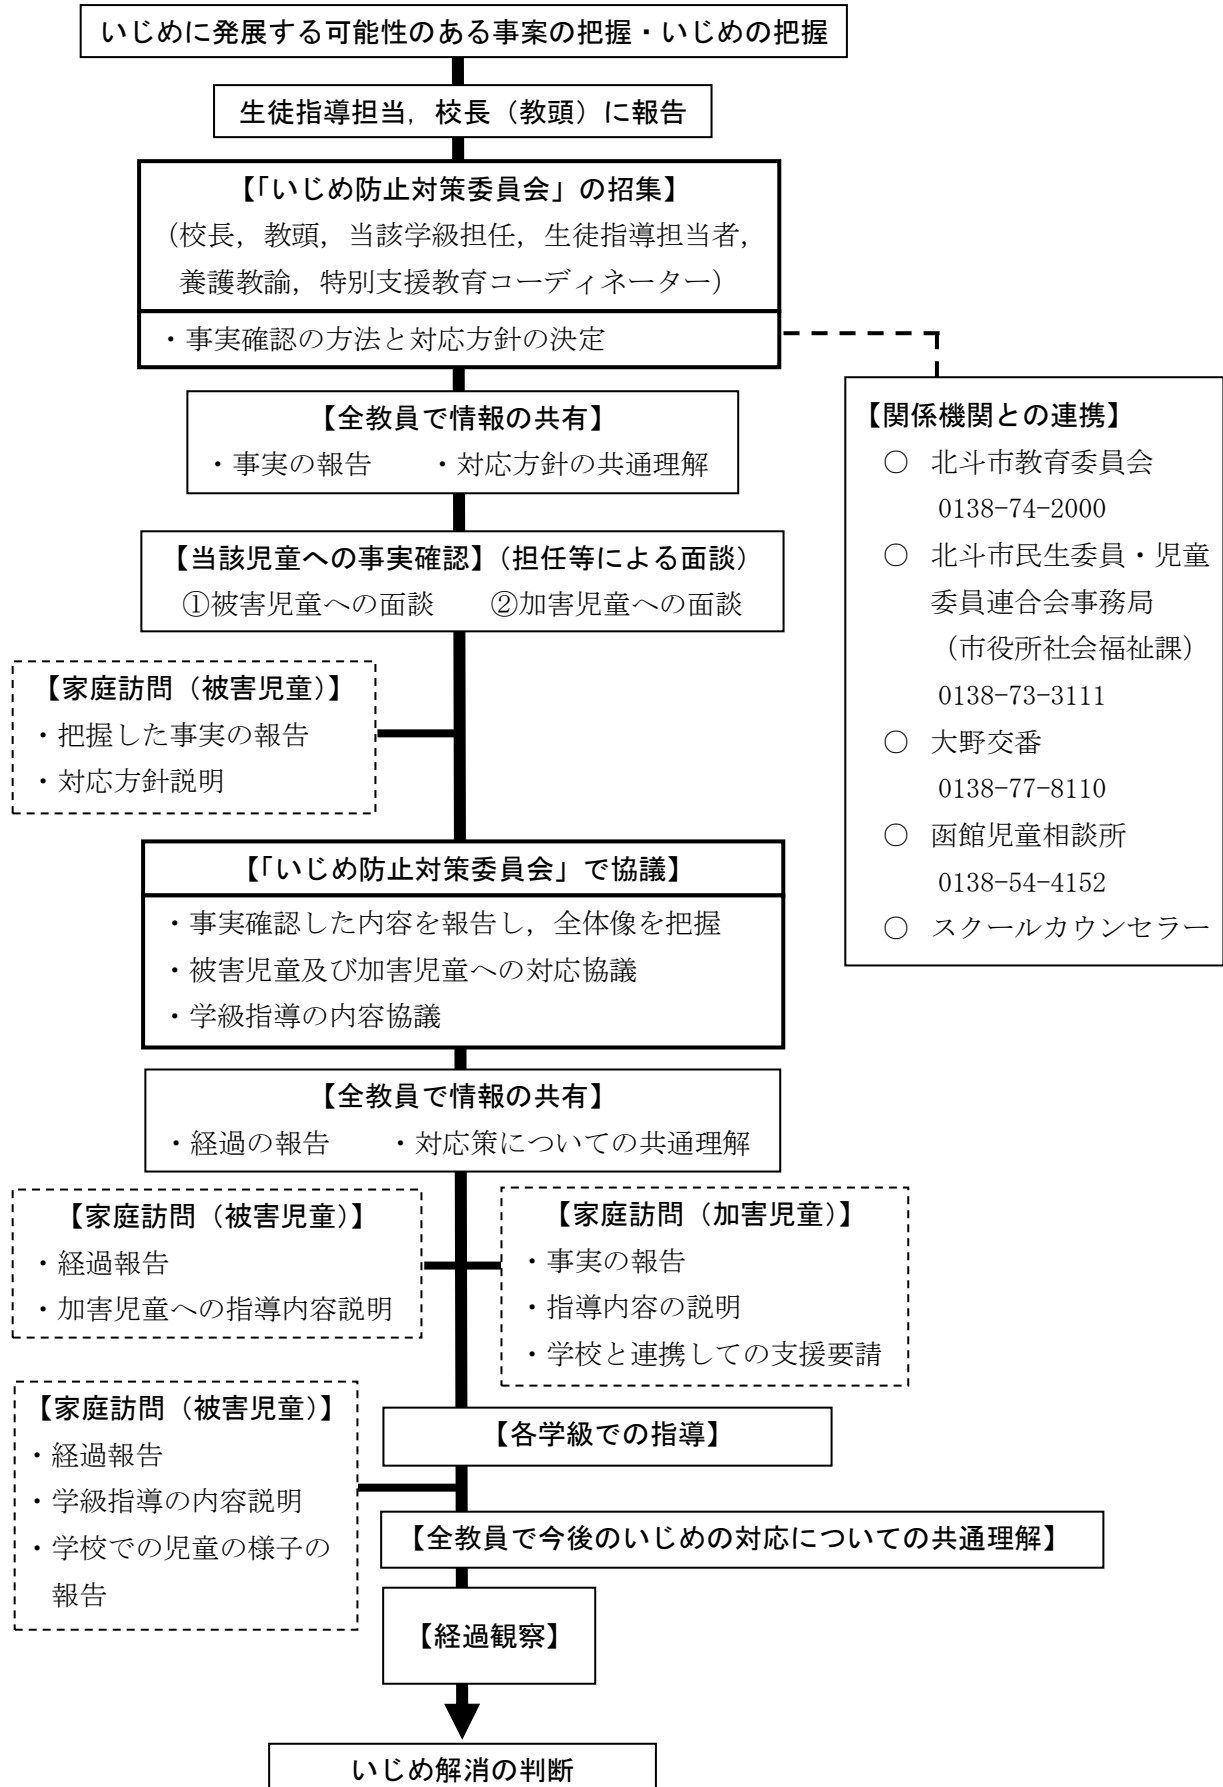 いじめに発展する可能性のある事案の把握・いじめの把握
生徒指導担当，校長（教頭）に報告
【「いじめ防止対策委員会」の招集】
（校長，教頭，当該学級担任，生徒指導担当者，
養護教諭，特別支援教育コーディネーター）
・事実確認の方法と対応方針の決定
【全教員で情報の共有】
・事実の報告　　・対応方針の共通理解
【関係機関との連携】
○　北斗市教育委員会
0138-74-2000
○　北斗市民生委員・児童
委員連合会事務局
（市役所社会福祉課）
0138-73-3111
○　大野交番
0138-77-8110
○　函館児童相談所
0138-54-4152
○　スクールカウンセラー
【当該児童への事実確認】（担任等による面談）
①被害児童への面談　　②加害児童への面談
【家庭訪問（被害児童）】
・把握した事実の報告
・対応方針説明
【「いじめ防止対策委員会」で協議】
・事実確認した内容を報告し，全体像を把握
・被害児童及び加害児童への対応協議
・学級指導の内容協議
【全教員で情報の共有】
・経過の報告　　・対応策についての共通理解
【家庭訪問（被害児童）】
・経過報告
・加害児童への指導内容説明
【家庭訪問（加害児童）】
・事実の報告
・指導内容の説明
・学校と連携しての支援要請
【家庭訪問（被害児童）】
・経過報告
・学級指導の内容説明
・学校での児童の様子の
報告
【各学級での指導】
【全教員で今後のいじめの対応についての共通理解】
【経過観察】
いじめ解消の判断